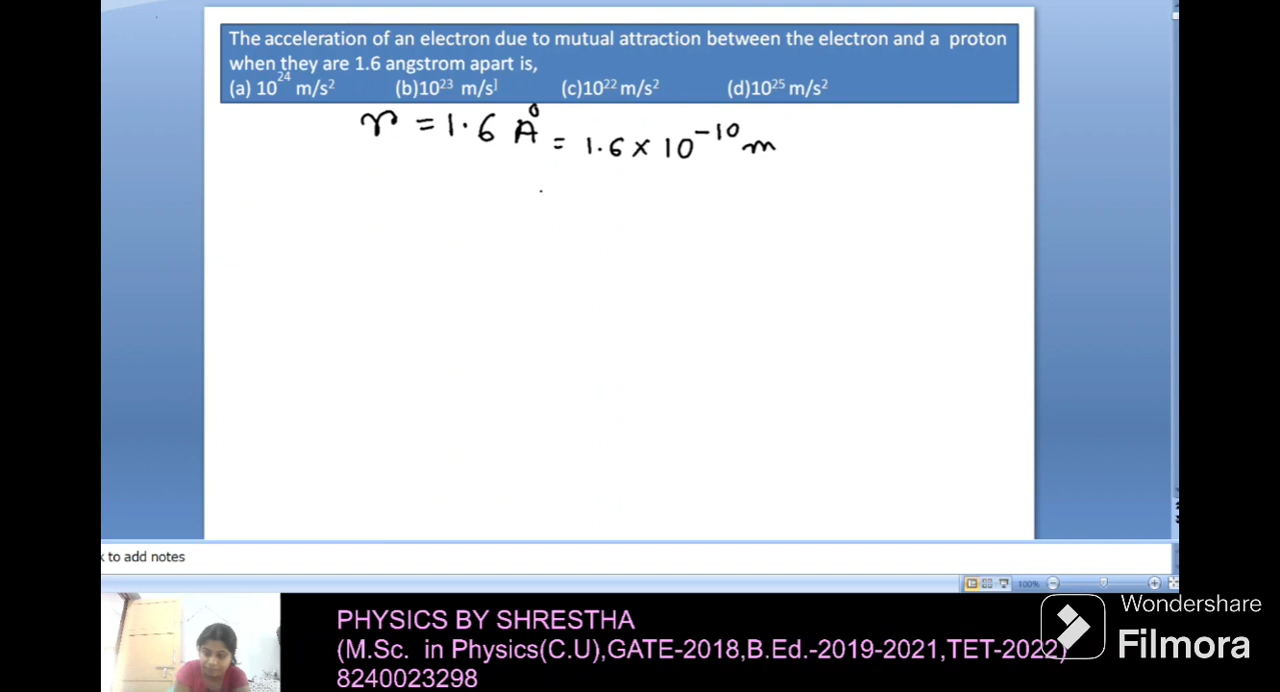 The acceleration of an electron due to mutual attraction between the electron and a proton
when they are 1.6 angstrom apart is,
(a) 10²⁴ m/s² (b)10²³ m/s] (c)10²² m/s² (d)10²⁵ m/s²
r = 1.6 A° = 1.6 × 10⁻¹⁰ m
to add notes
100%
PHYSICS BY SHRESTHA
(M.Sc. in Physics(C.U),GATE-2018,B.Ed.-2019-2021,TET-2022)
8240023298
Wondershare
Filmora